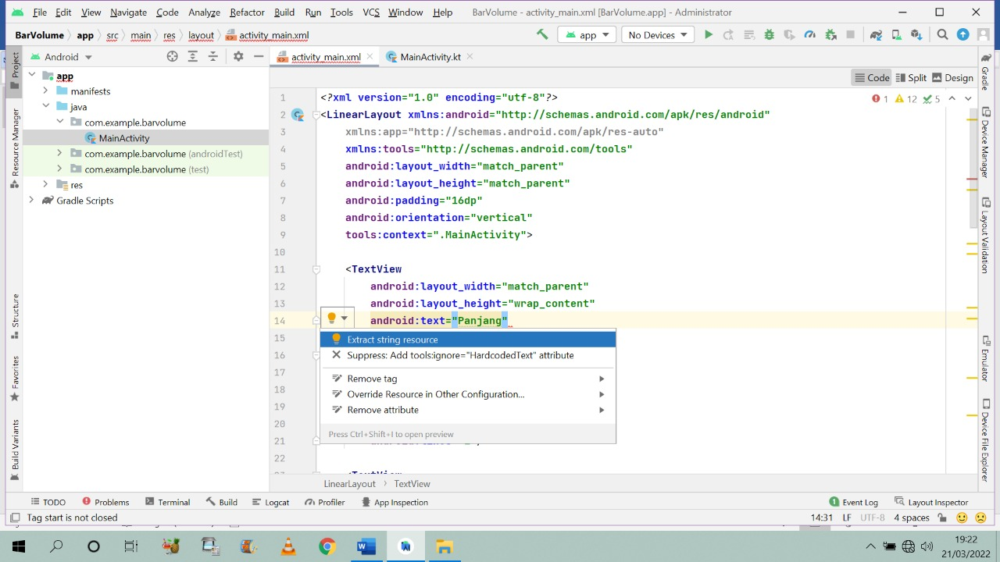 File Edit View Navigate Code Analyze Refactor Build Run Tools VCS Window Help BarVolume - activity_main.xml [BarVolume.app] - Administrator
BarVolume app src main res layout activity_main.xml app No Devices
Project
Android
activity_main.xml MainActivity.kt
Gradle
app
manifests
java
com.example.barvolume
MainActivity
com.example.barvolume (androidTest)
com.example.barvolume (test)
res
Gradle Scripts
Code Split Design
1 12 5
1 <?xml version="1.0" encoding="utf-8"?>
2 <LinearLayout xmlns:android="http://schemas.android.com/apk/res/android"
3 xmlns:app="http://schemas.android.com/apk/res-auto"
4 xmlns:tools="http://schemas.android.com/tools"
5 android:layout_width="match_parent"
6 android:layout_height="match_parent"
7 android:padding="16dp"
8 android:orientation="vertical"
9 tools:context=".MainActivity">
10
11 <TextView
12 android:layout_width="match_parent"
13 android:layout_height="wrap_content"
14 android:text="Panjang"
15
16
17
18
19
20
21
22
<TextView
Extract string resource
Suppress: Add tools:ignore="HardcodedText" attribute
Remove tag
Override Resource in Other Configuration...
Remove attribute
Press Ctrl+Shift+I to open preview
LinearLayout TextView
Resource Manager
Structure
Favorites
Build Variants
Device Manager
Layout Validation
Emulator
Device File Explorer
TODO Problems Terminal Build Logcat Profiler App Inspection 1 Event Log Layout Inspector
Tag start is not closed 14:31 LF UTF-8 4 spaces
19:22
21/03/2022